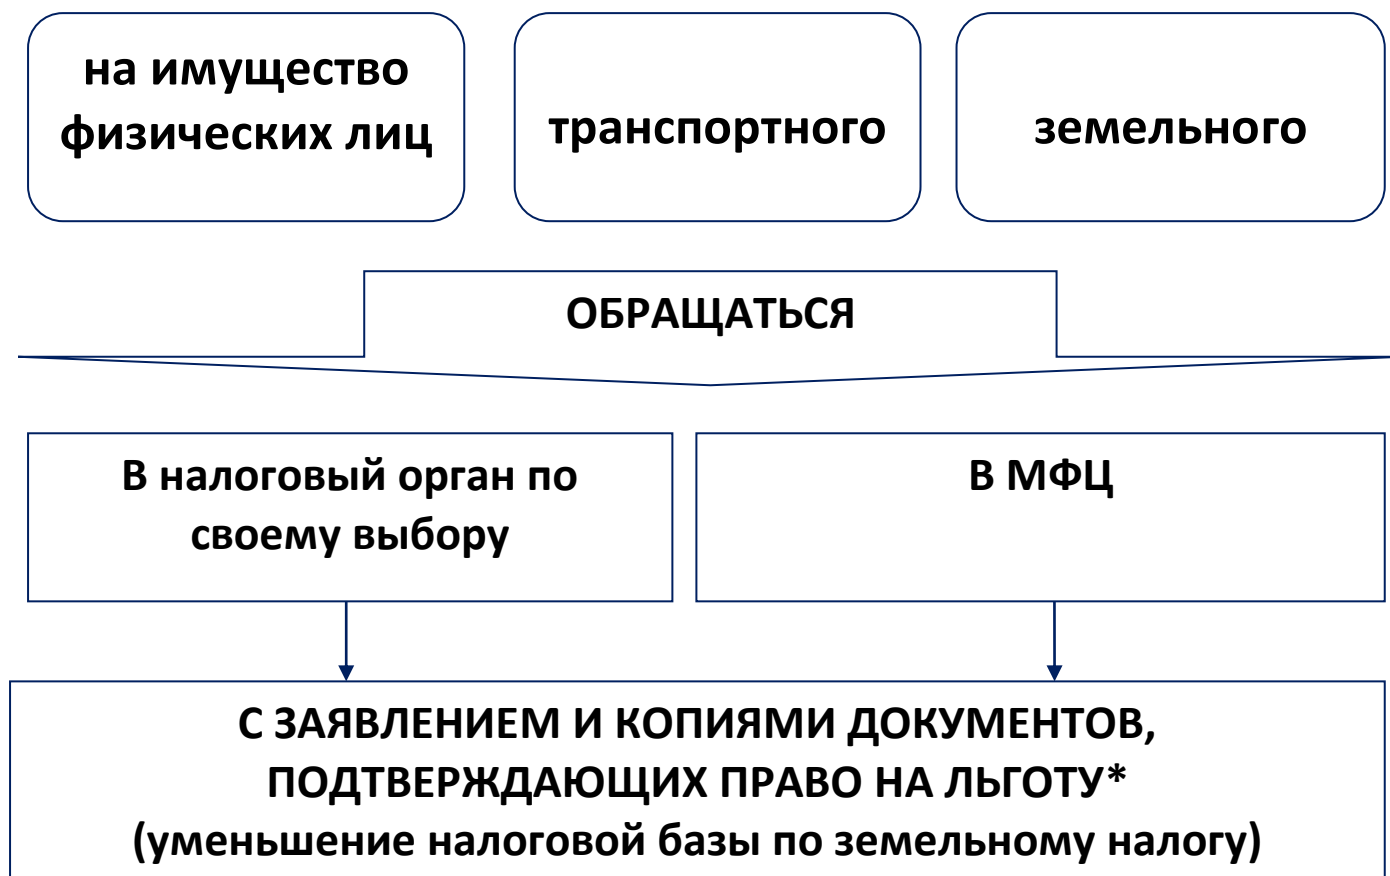 на имущество
физических лиц
транспортного
земельного
ОБРАЩАТЬСЯ
В налоговый орган по
своему выбору
В МФЦ
С ЗАЯВЛЕНИЕМ И КОПИЯМИ ДОКУМЕНТОВ,
ПОДТВЕРЖДАЮЩИХ ПРАВО НА ЛЬГОТУ*
(уменьшение налоговой базы по земельному налогу)